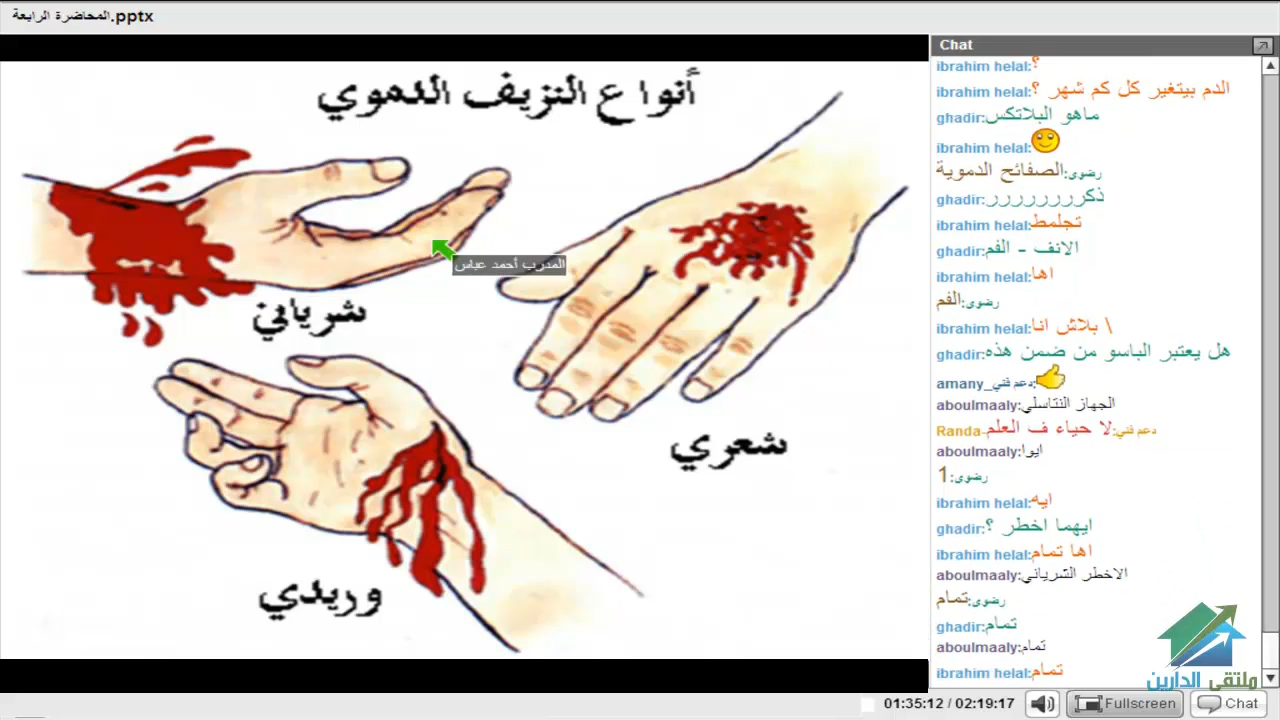 المحاضرة الرابعة.pptx
أنواع النزيف الدموي
المدرب أحمد عباس
شرياني
شعري
وريدي
Chat
ibrahim helal: ؟
ibrahim helal: الدم بيتغير كل كم شهر ؟
ghadir: ماهو البلاتكس
ibrahim helal:
رضوى: الصفائح الدموية
ghadir: ذكررررررررر
ibrahim helal: تجلمط
ghadir: الانف - الفم
ibrahim helal: اها
رضوى: الفم
ibrahim helal: \ بلاش انا
ghadir: هل يعتبر الباسو من ضمن هذه
amany_دعم فني:
aboulmaaly: الجهاز التناسلي
Randa-دعم فني: لا حياء ف العلم
aboulmaaly: ايوا
رضوى: 1
ibrahim helal: ايه
ghadir: ايهما اخطر ؟
ibrahim helal: اها تمام
aboulmaaly: الاخطر الشرياني
رضوى: تمام
ghadir: تمام
aboulmaaly: تمام
ibrahim helal: تمام
ملتقى الدارين
01:35:12 / 02:19:17
Fullscreen
Chat